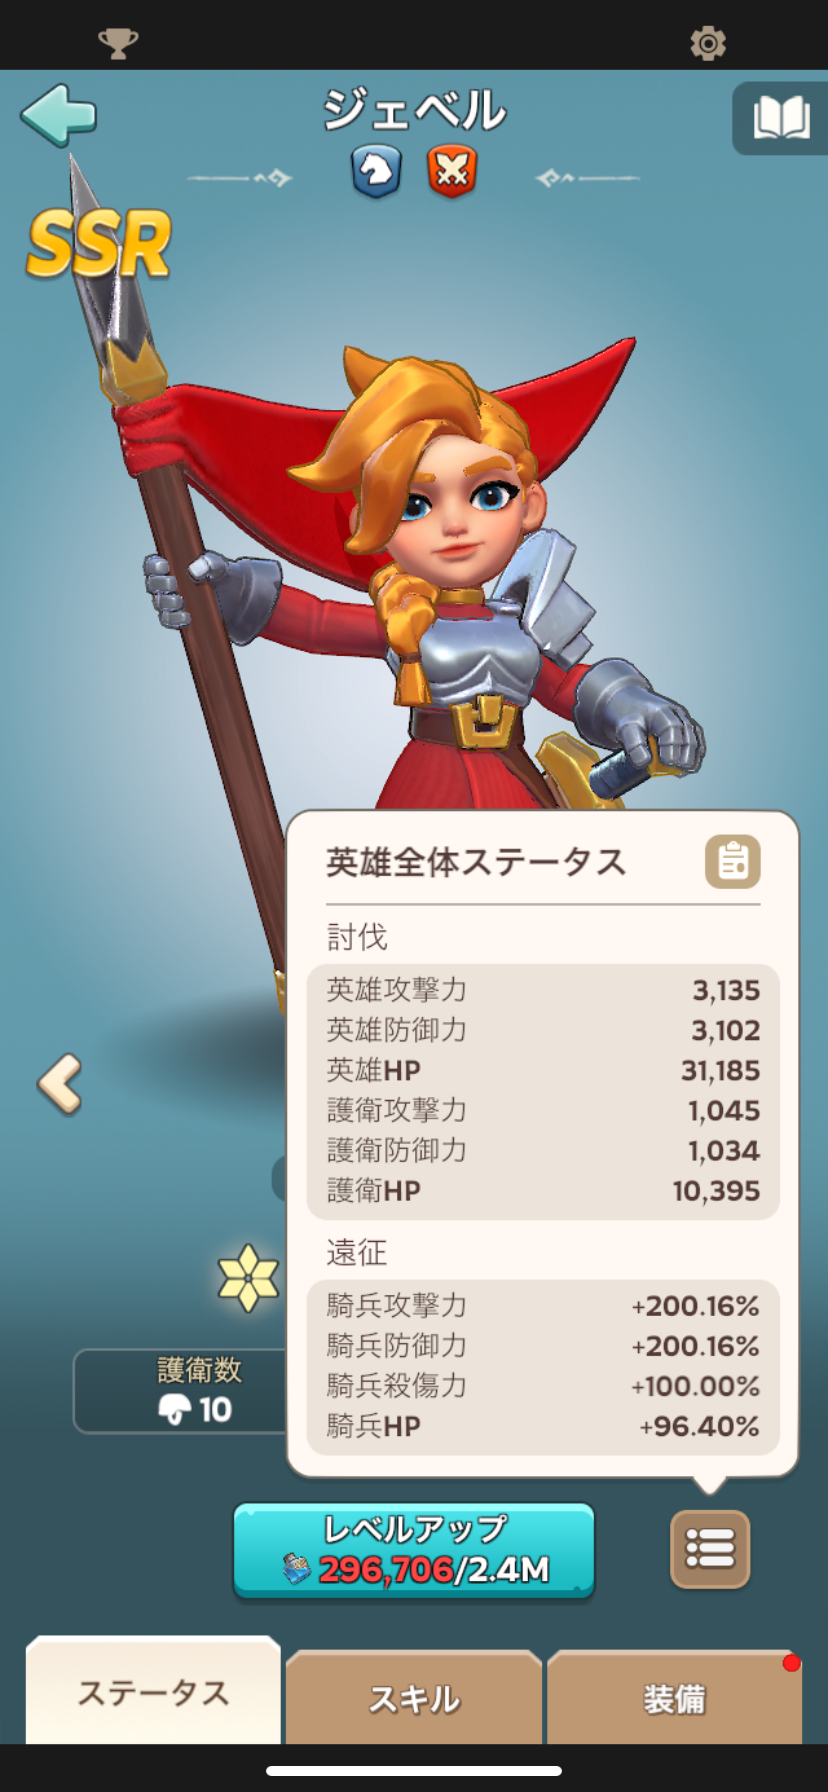 ジェベル
SSR
英雄全体ステータス
討伐
英雄攻撃力 3,135
英雄防御力 3,102
英雄HP 31,185
護衛攻撃力 1,045
護衛防御力 1,034
護衛HP 10,395
遠征
騎兵攻撃力 +200.16%
騎兵防御力 +200.16%
騎兵殺傷力 +100.00%
騎兵HP +96.40%
護衛数
10
レベルアップ
296,706/2.4M
ステータス
スキル
装備